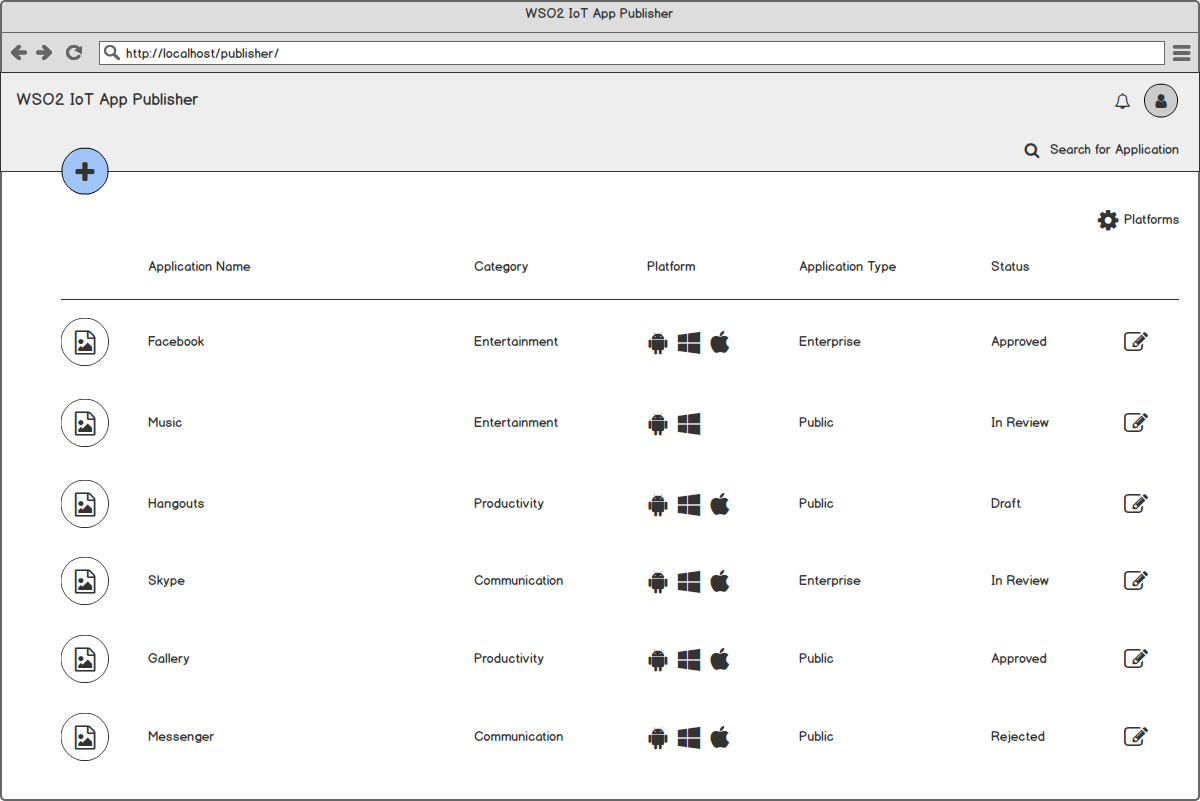 WSO2 IoT App Publisher
http://localhost/publisher/
WSO2 IoT App Publisher
Search for Application
Platforms
Application Name Category Platform Application Type Status
Facebook Entertainment Enterprise Approved
Music Entertainment Public In Review
Hangouts Productivity Public Draft
Skype Communication Enterprise In Review
Gallery Productivity Public Approved
Messenger Communication Public Rejected